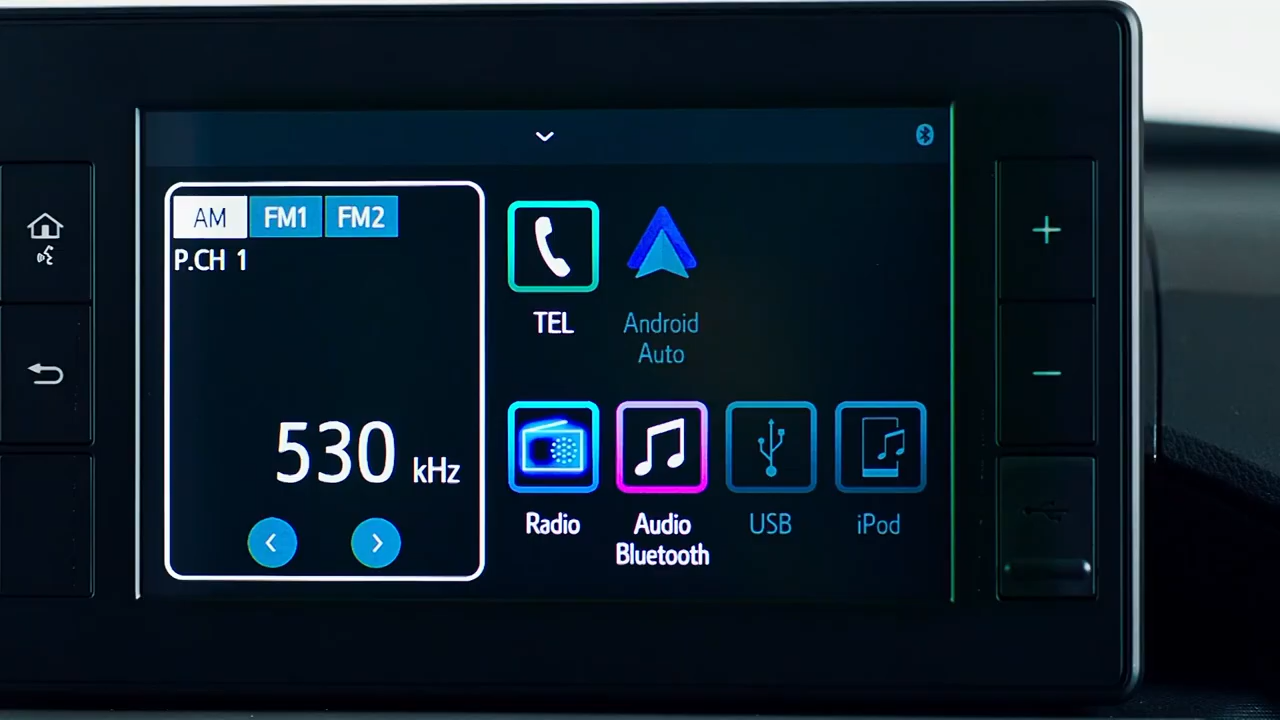 AM FM1 FM2
P.CH 1
530 kHz
TEL
Android
Auto
Radio
Audio
Bluetooth
USB
iPod